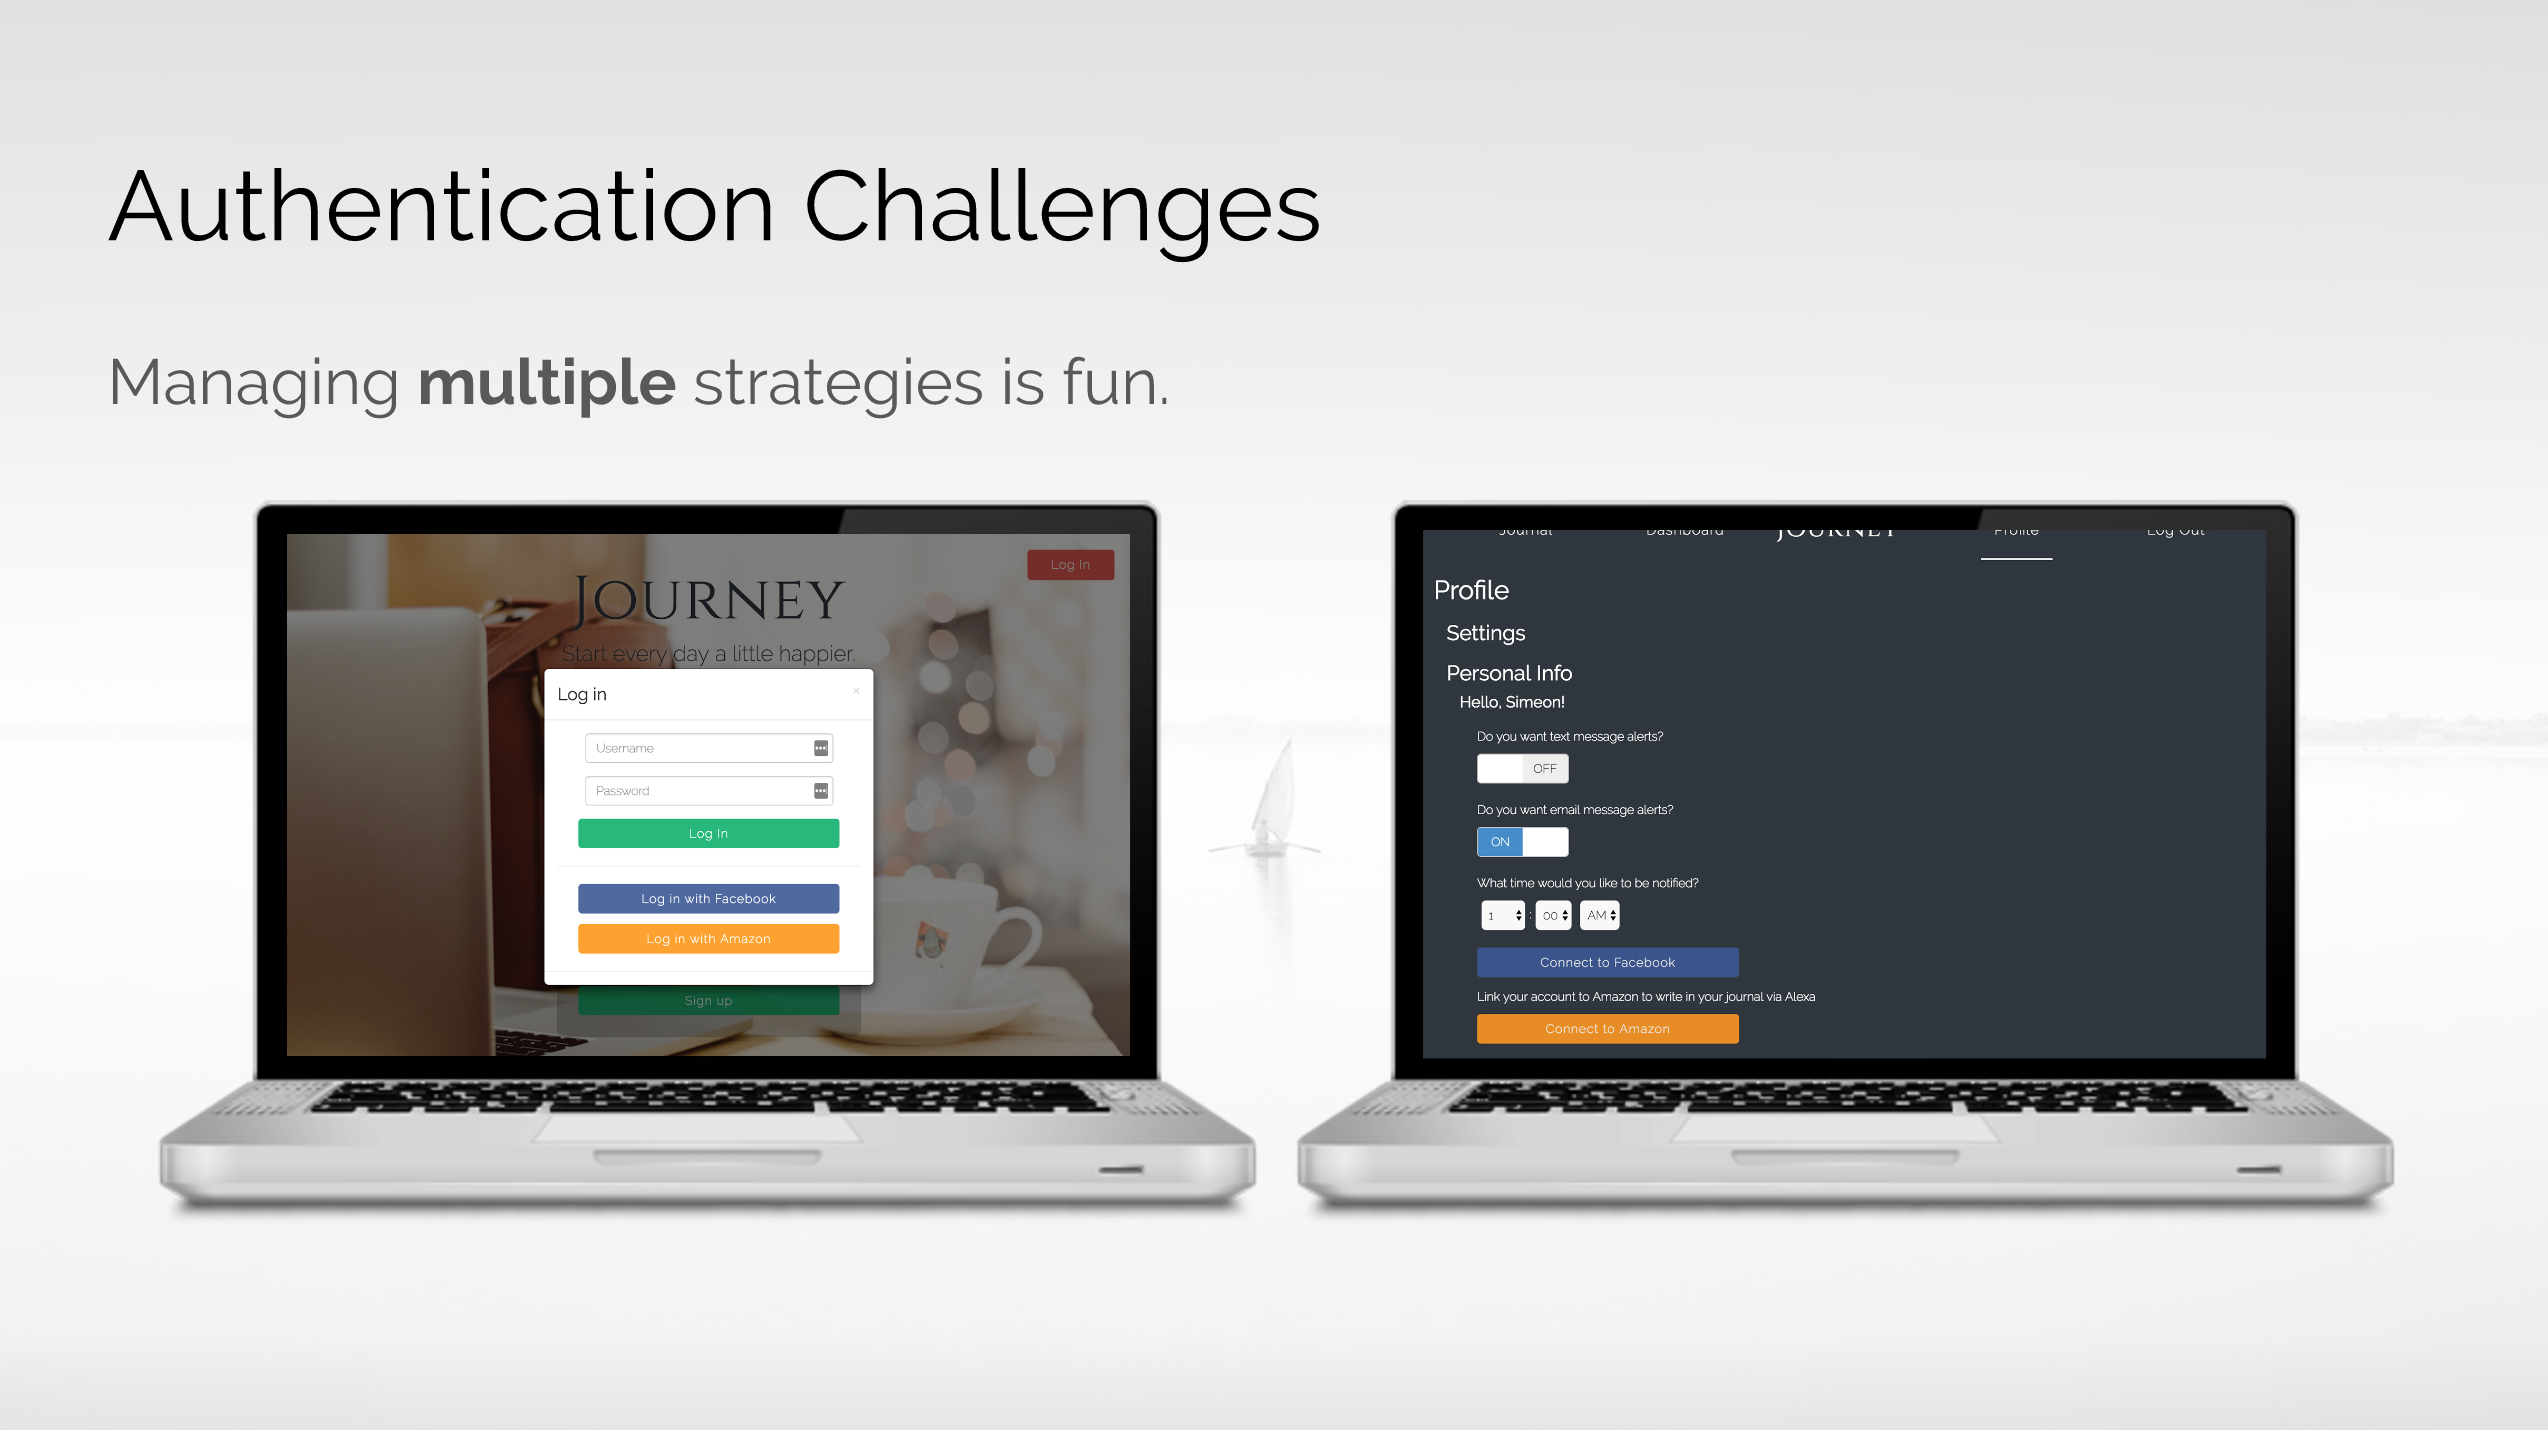 Authentication Challenges
Managing multiple strategies is fun.
Log In
JOURNEY
Start every day a little happier.
Log in
×
Username
Password
Log In
Log in with Facebook
Log in with Amazon
Sign up
Journal Dashboard JOURNEY Profile Log Out
Profile
Settings
Personal Info
Hello, Simeon!
Do you want text message alerts?
OFF
Do you want email message alerts?
ON
What time would you like to be notified?
1 : 00 AM
Connect to Facebook
Link your account to Amazon to write in your journal via Alexa
Connect to Amazon